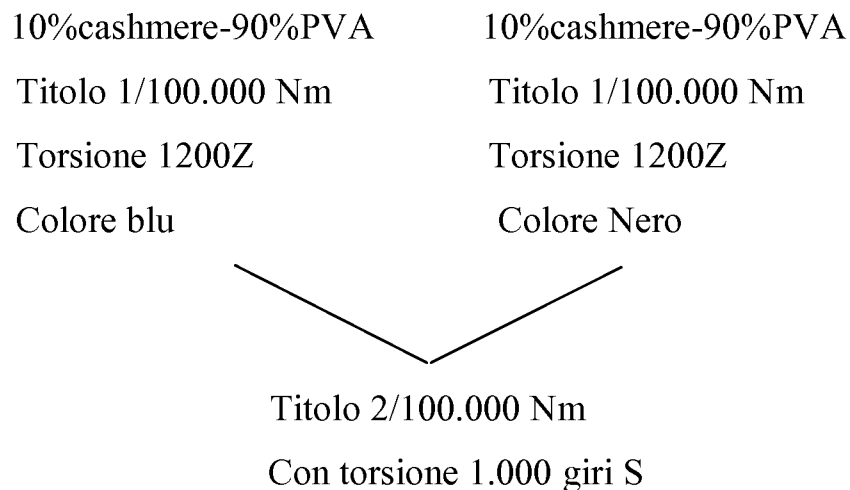 10%cashmere-90%PVA
Titolo 1/100.000 Nm
Torsione 1200Z
Colore blu
10%cashmere-90%PVA
Titolo 1/100.000 Nm
Torsione 1200Z
Colore Nero
Titolo 2/100.000 Nm
Con torsione 1.000 giri S